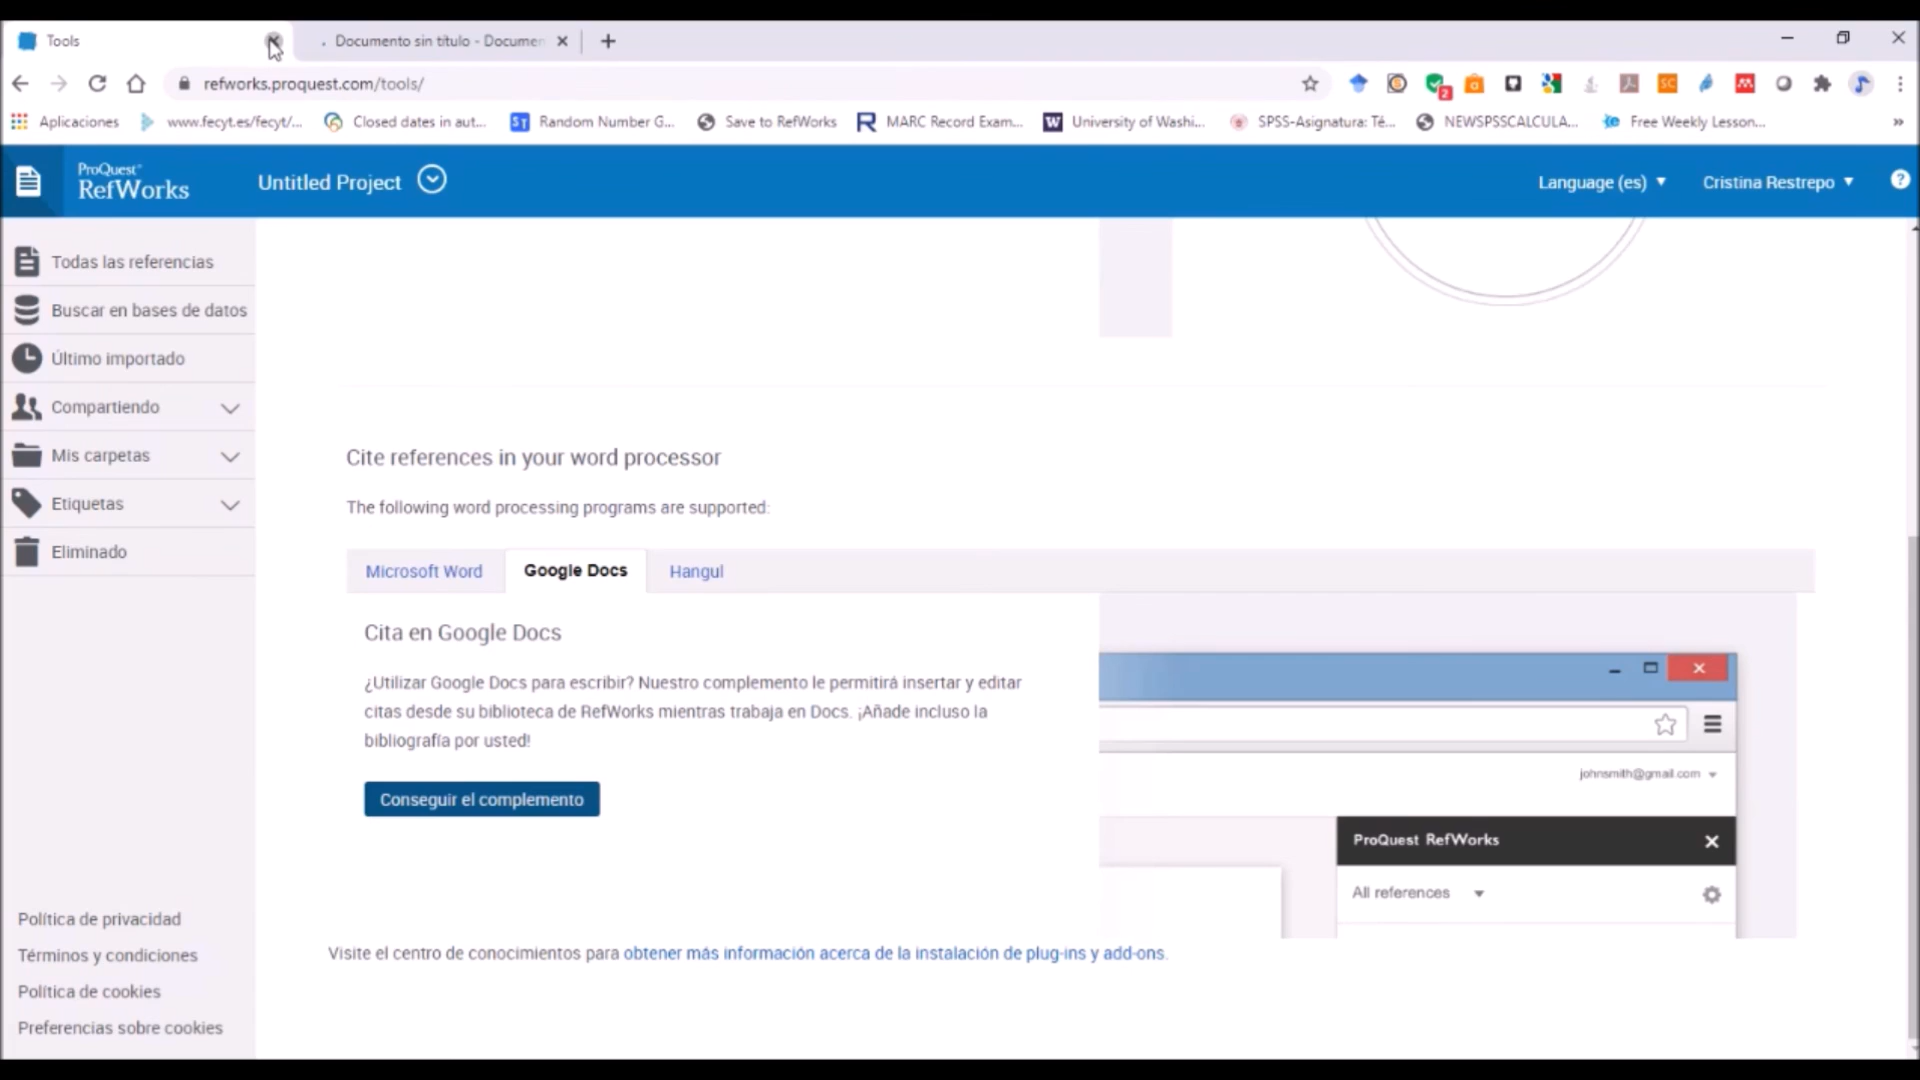 Tools
Documento sin título - Documen
refworks.proquest.com/tools/
2
SC
Aplicaciones
www.fecyt.es/fecyt/...
Closed dates in aut...
ST
Random Number G...
Save to RefWorks
R
MARC Record Exam...
W
University of Washi...
SPSS-Asignatura: Té...
NEWSPSSCALCULA...
Free Weekly Lesson...
»
ProQuest
RefWorks
Untitled Project
Language (es)
Cristina Restrepo
?
Todas las referencias
Buscar en bases de datos
Último importado
Compartiendo
Mis carpetas
Etiquetas
Eliminado
Política de privacidad
Términos y condiciones
Política de cookies
Preferencias sobre cookies
Cite references in your word processor
The following word processing programs are supported:
Microsoft Word
Google Docs
Hangul
Cita en Google Docs
¿Utilizar Google Docs para escribir? Nuestro complemento le permitirá insertar y editar
citas desde su biblioteca de RefWorks mientras trabaja en Docs. ¡Añade incluso la
bibliografía por usted!
Conseguir el complemento
johnsmith@gmail.com
ProQuest RefWorks
All references
Visite el centro de conocimientos para obtener más información acerca de la instalación de plug-ins y add-ons.